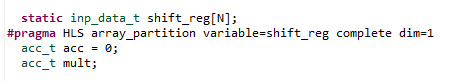 static inp_data_t shift_reg[N];
#pragma HLS array_partition variable=shift_reg complete dim=1
acc_t acc = 0;
acc_t mult;